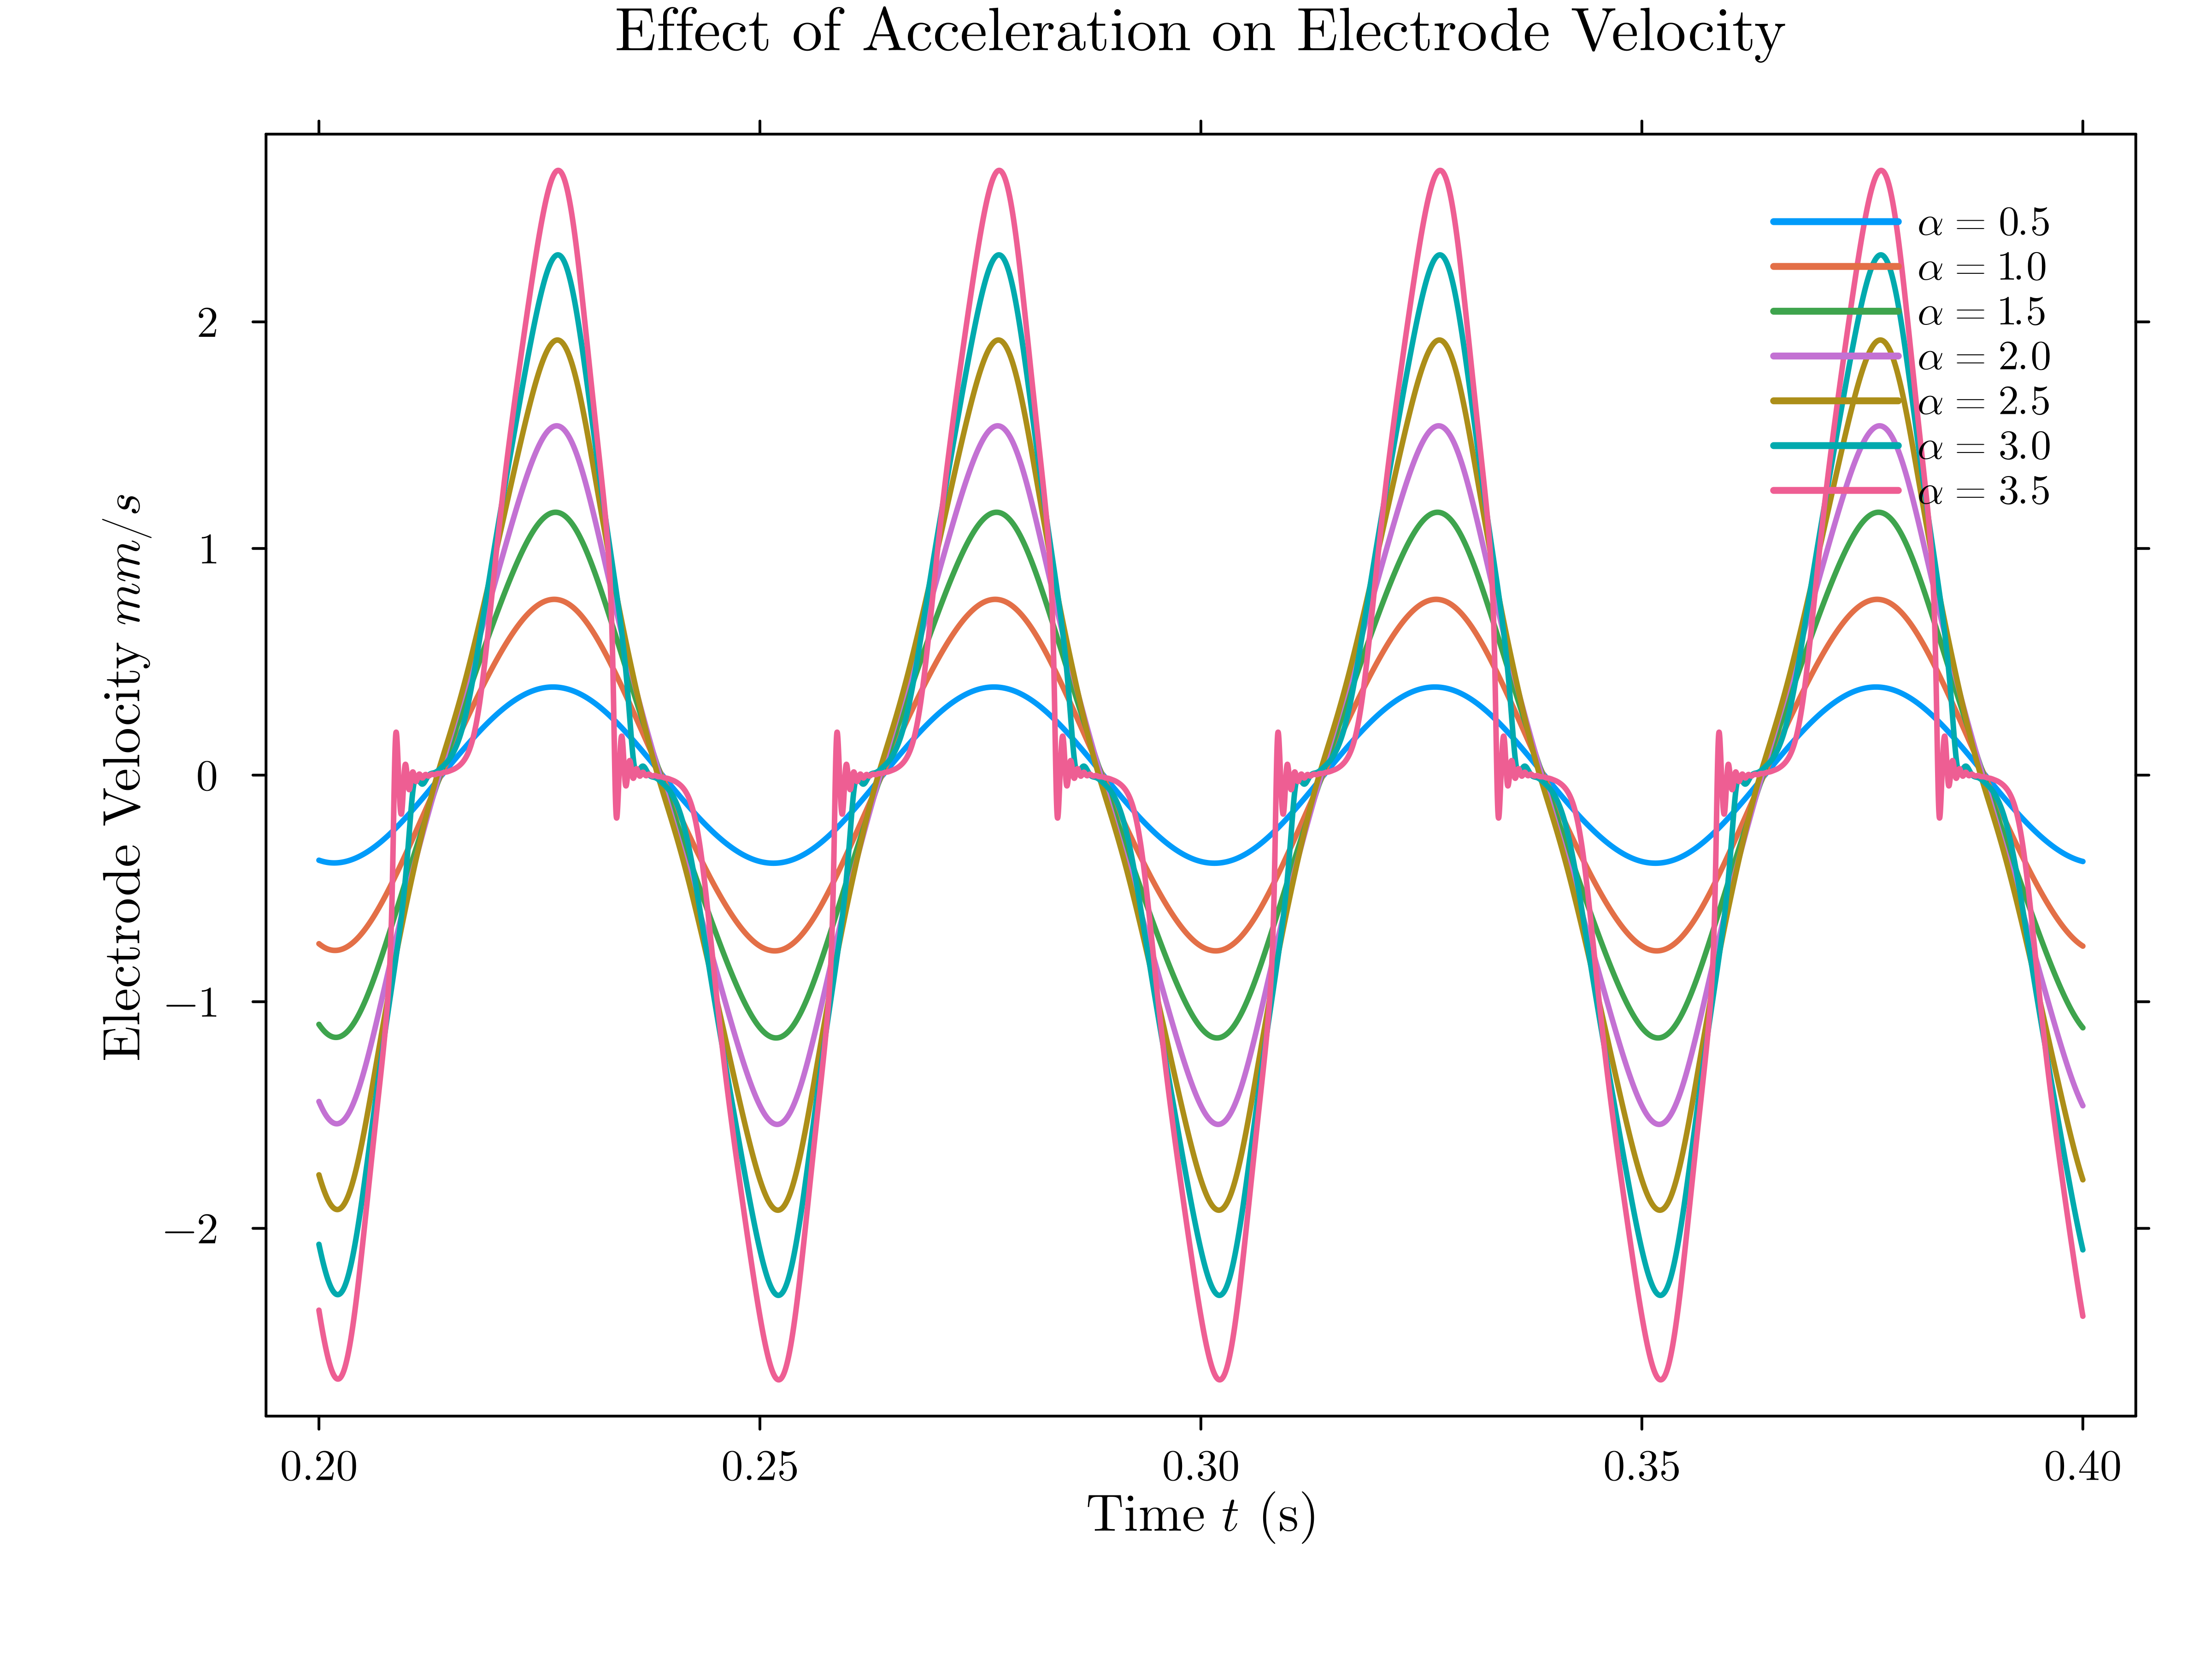 Effect of Acceleration on Electrode Velocity
α = 0.5
α = 1.0
α = 1.5
α = 2.0
α = 2.5
α = 3.0
α = 3.5
Electrode Velocity mm/s
2
1
0
−1
−2
0.20
0.25
0.30
0.35
0.40
Time t (s)